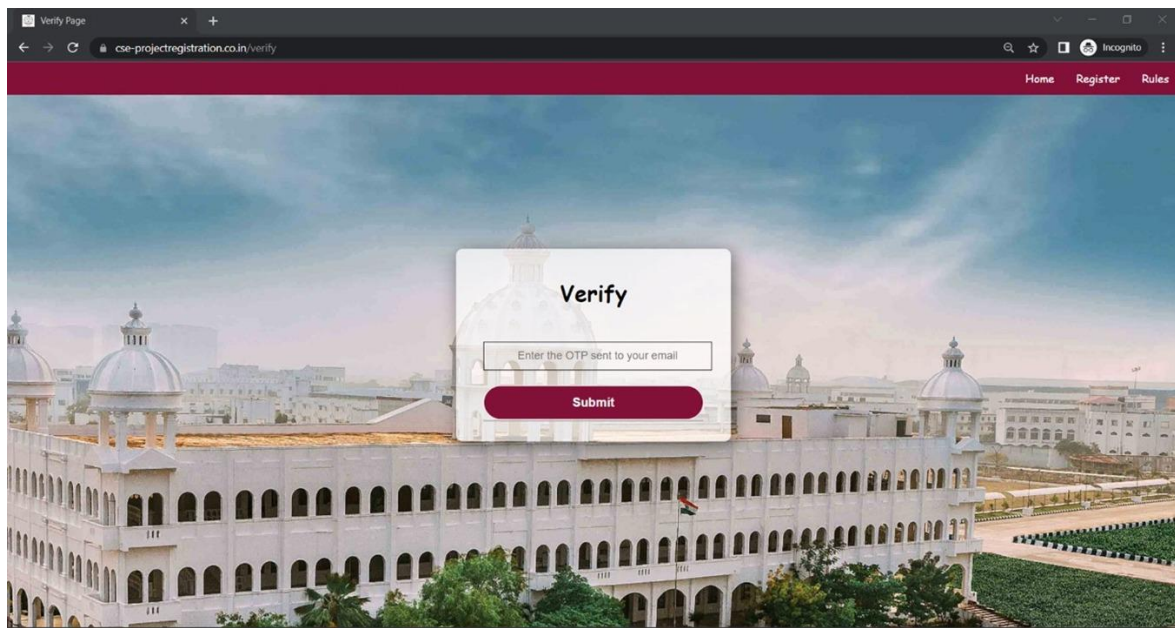 Verify Page
cse-projectregistration.co.in/verify
Incognito
Home Register Rules
Verify
Enter the OTP sent to your email
Submit